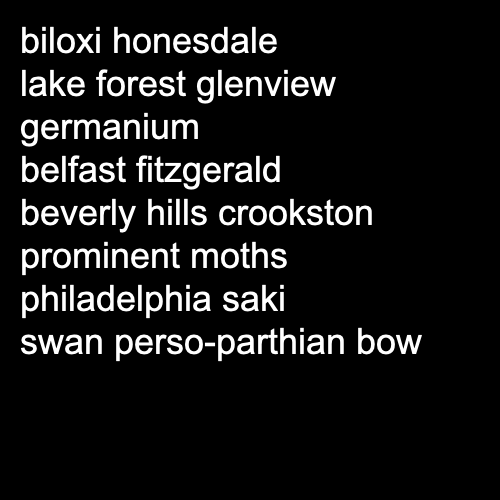 biloxi honesdale
lake forest glenview
germanium
belfast fitzgerald
beverly hills crookston
prominent moths
philadelphia saki
swan perso-parthian bow